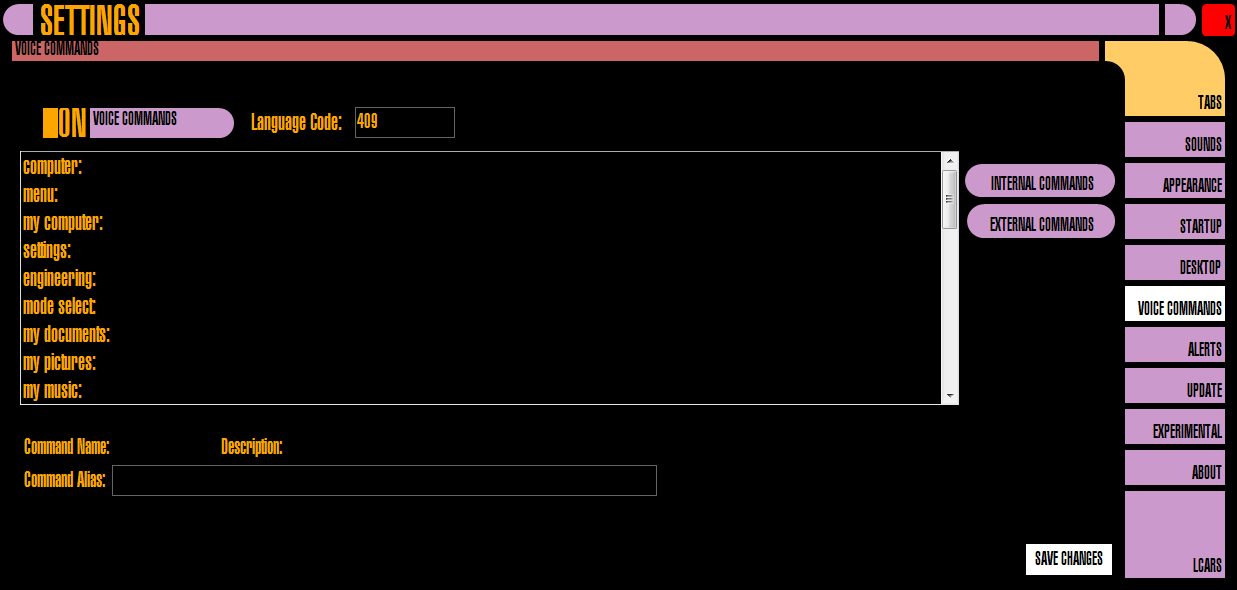 SETTINGS
X
VOICE COMMANDS
TABS
ON VOICE COMMANDS Language Code: 409
SOUNDS
computer:
INTERNAL COMMANDS
APPEARANCE
menu:
my computer:
EXTERNAL COMMANDS
STARTUP
settings:
DESKTOP
engineering:
mode select:
VOICE COMMANDS
my documents:
ALERTS
my pictures:
my music:
UPDATE
EXPERIMENTAL
Command Name: Description:
ABOUT
Command Alias:
SAVE CHANGES
LCARS